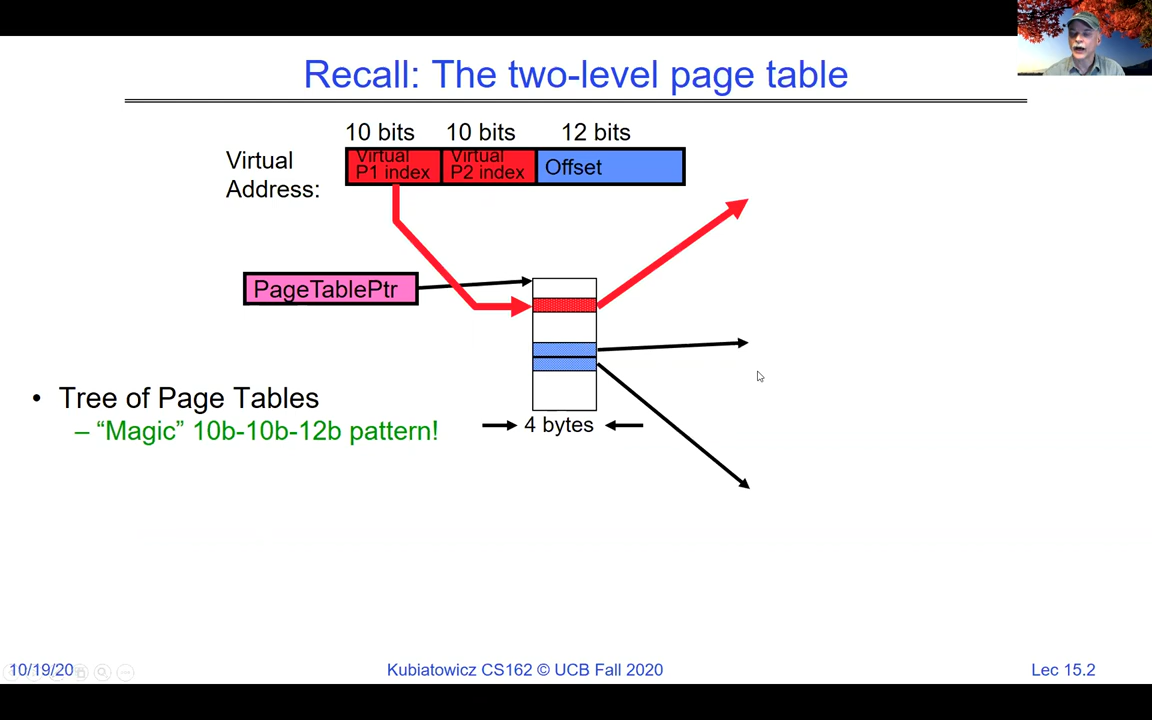 Recall: The two-level page table
10 bits 10 bits 12 bits
Virtual
Address:
Virtual
P1 index
Virtual
P2 index
Offset
PageTablePtr
• Tree of Page Tables
– “Magic” 10b-10b-12b pattern!
4 bytes
10/19/20
Kubiatowicz CS162 © UCB Fall 2020
Lec 15.2